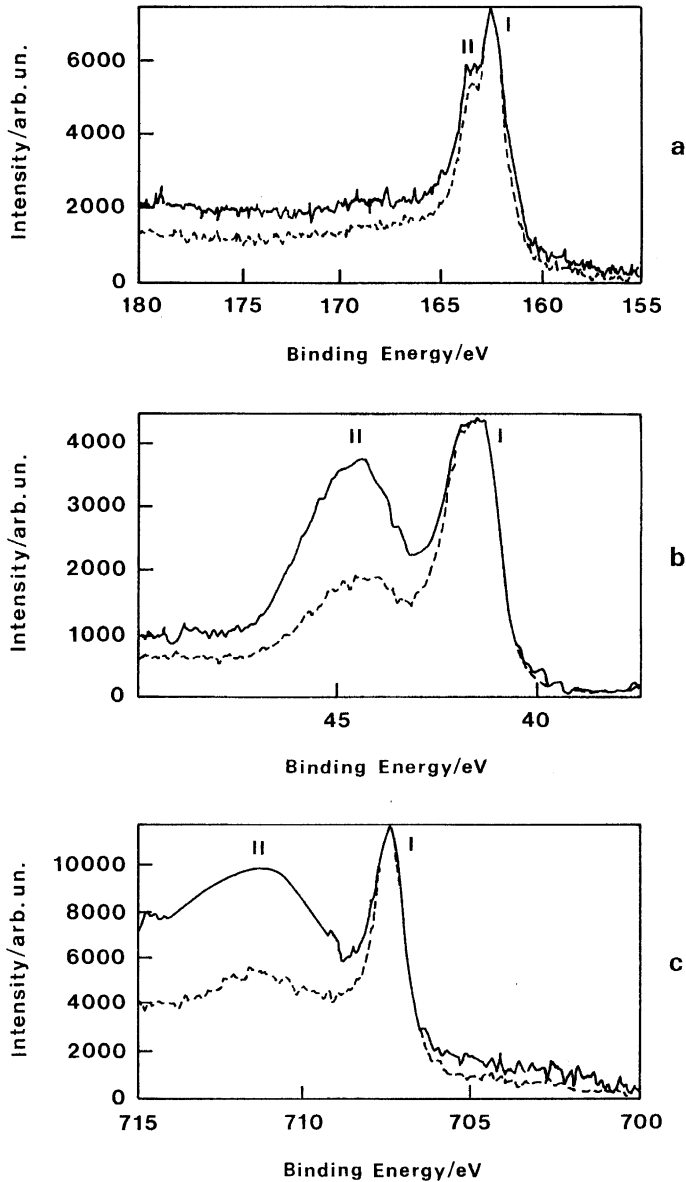 Intensity/arb.un.
6000
4000
2000
0
II
I
a
180 175 170 165 160 155
Binding Energy/eV
Intensity/arb.un.
4000
3000
2000
1000
0
II
I
b
45 40
Binding Energy/eV
Intensity/arb.un.
10000
8000
6000
4000
2000
0
II
I
c
715 710 705 700
Binding Energy/eV